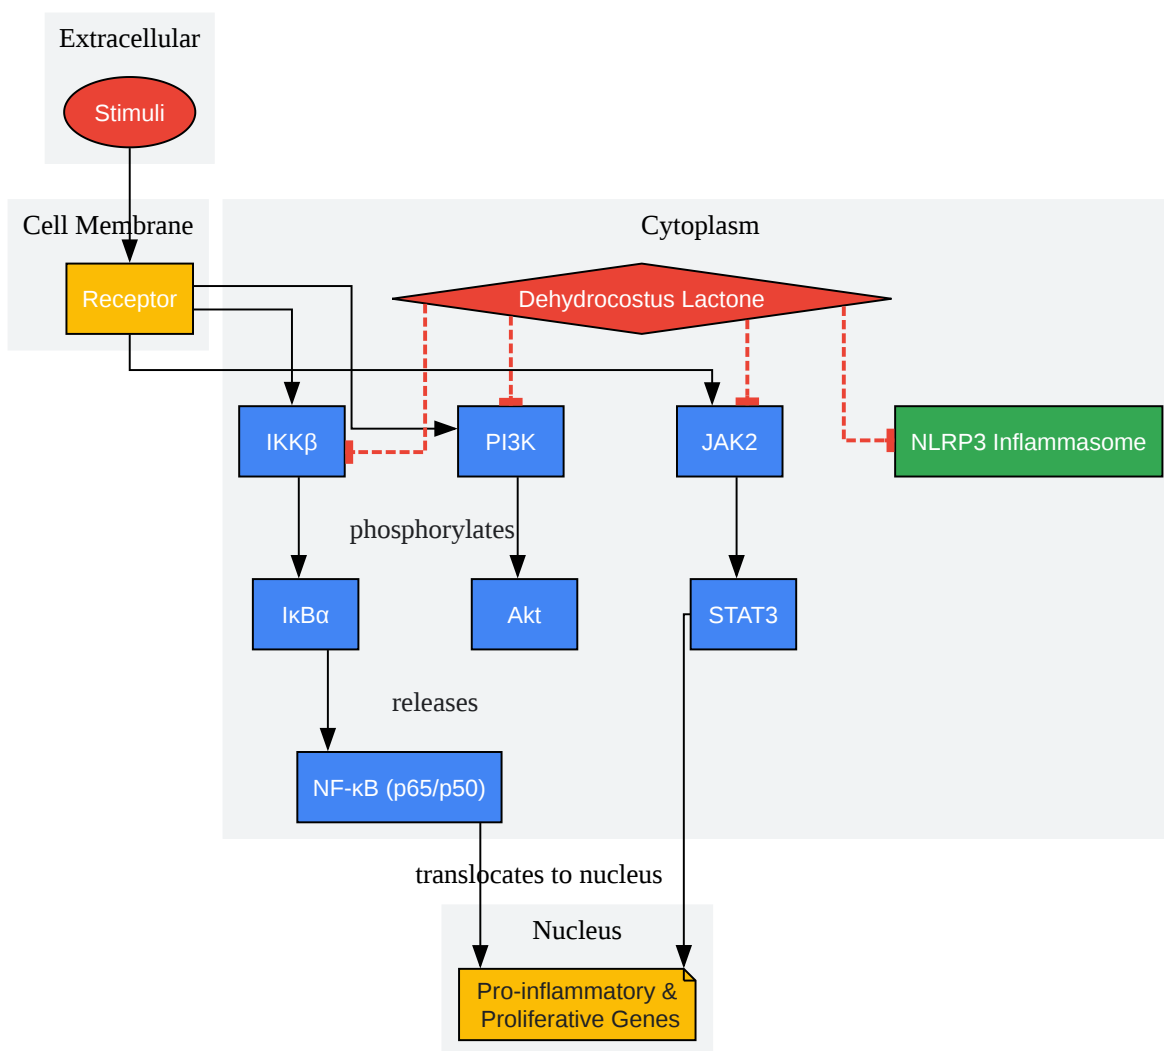 Extracellular
Stimuli
Cell Membrane
Cytoplasm
Receptor
Dehydrocostus Lactone
IKKβ
PI3K
JAK2
NLRP3 Inflammasome
phosphorylates
IκBα
Akt
STAT3
releases
NF-κB (p65/p50)
translocates to nucleus
Nucleus
Pro-inflammatory &
Proliferative Genes